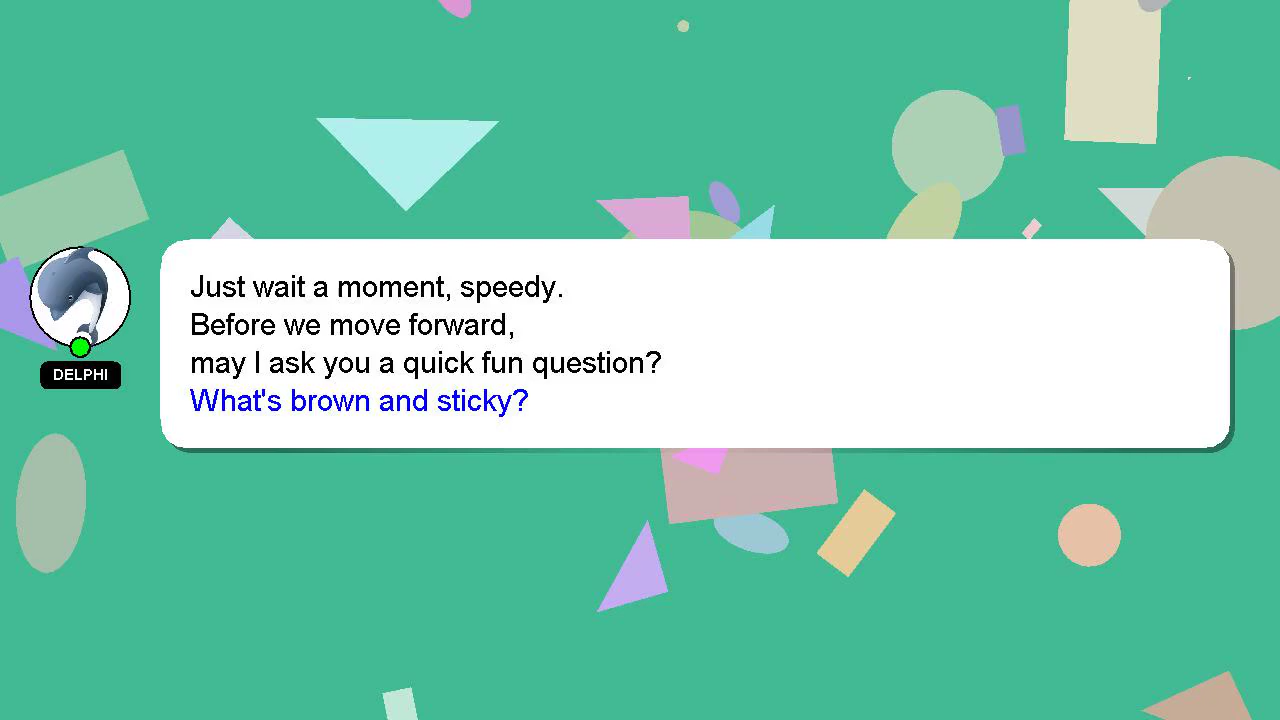 Just wait a moment, speedy.
Before we move forward,
may I ask you a quick fun question?
What's brown and sticky?
DELPHI